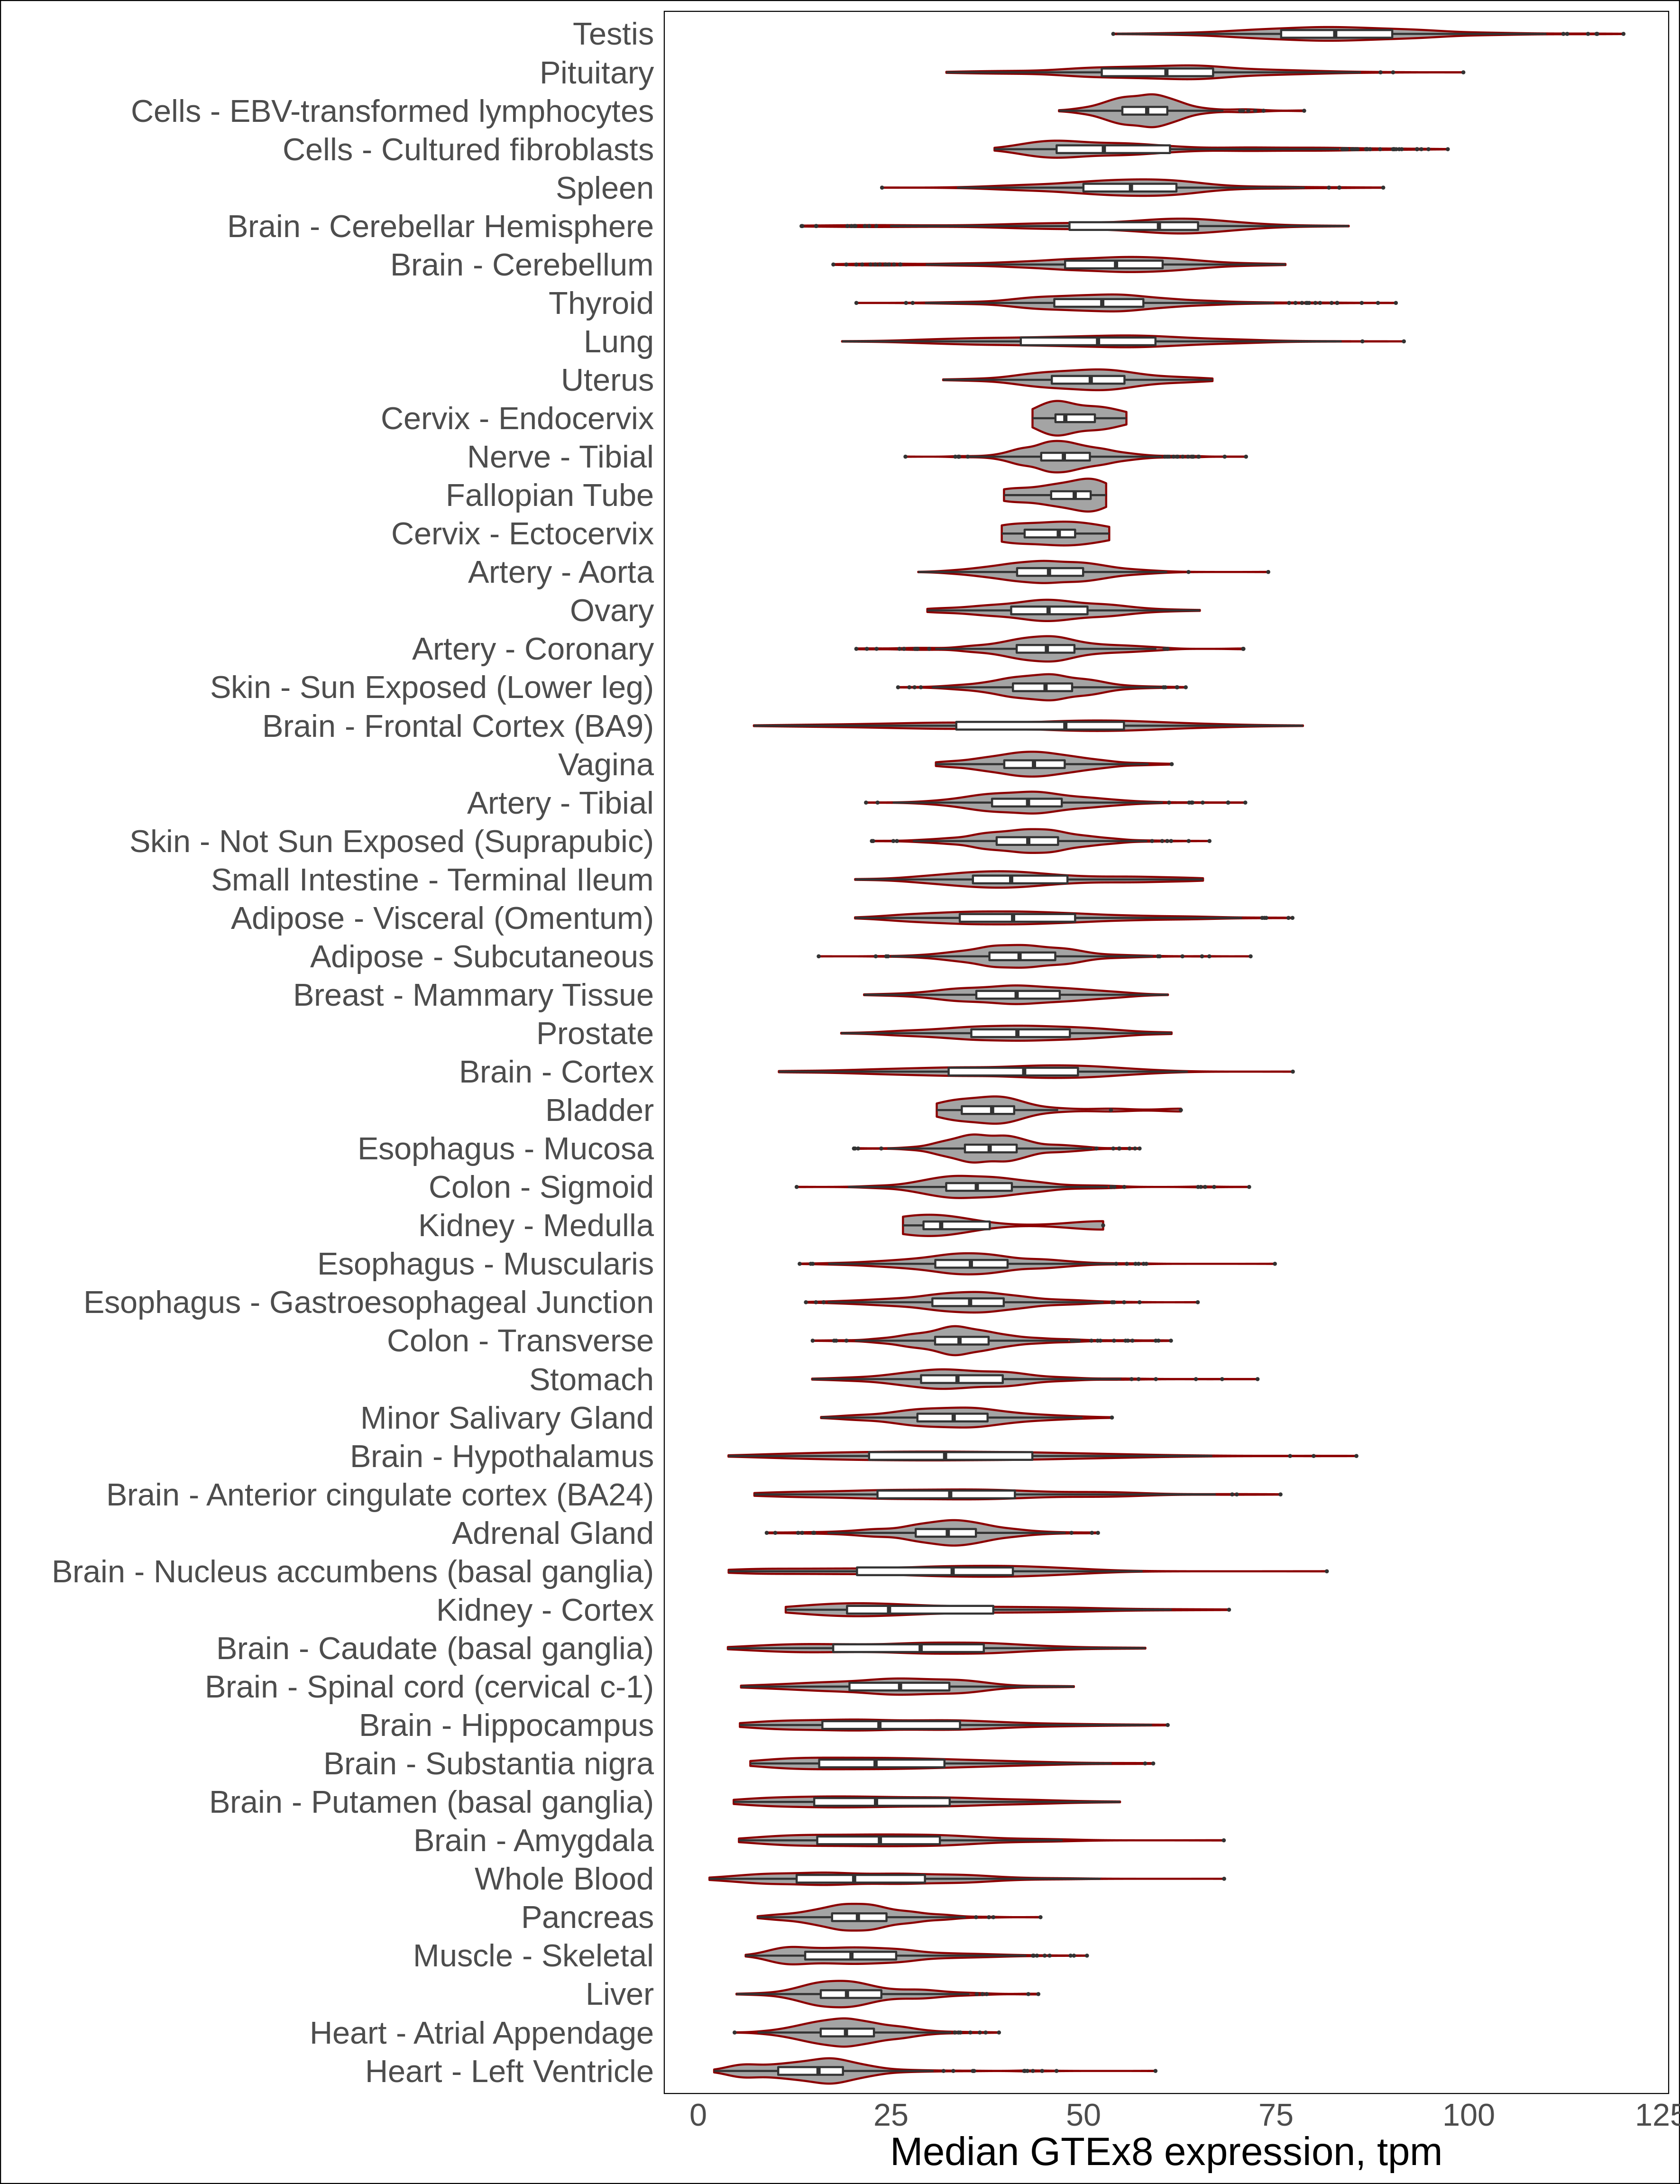 Testis
Pituitary
Cells - EBV-transformed lymphocytes
Cells - Cultured fibroblasts
Spleen
Brain - Cerebellar Hemisphere
Brain - Cerebellum
Thyroid
Lung
Uterus
Cervix - Endocervix
Nerve - Tibial
Fallopian Tube
Cervix - Ectocervix
Artery - Aorta
Ovary
Artery - Coronary
Skin - Sun Exposed (Lower leg)
Brain - Frontal Cortex (BA9)
Vagina
Artery - Tibial
Skin - Not Sun Exposed (Suprapubic)
Small Intestine - Terminal Ileum
Adipose - Visceral (Omentum)
Adipose - Subcutaneous
Breast - Mammary Tissue
Prostate
Brain - Cortex
Bladder
Esophagus - Mucosa
Colon - Sigmoid
Kidney - Medulla
Esophagus - Muscularis
Esophagus - Gastroesophageal Junction
Colon - Transverse
Stomach
Minor Salivary Gland
Brain - Hypothalamus
Brain - Anterior cingulate cortex (BA24)
Adrenal Gland
Brain - Nucleus accumbens (basal ganglia)
Kidney - Cortex
Brain - Caudate (basal ganglia)
Brain - Spinal cord (cervical c-1)
Brain - Hippocampus
Brain - Substantia nigra
Brain - Putamen (basal ganglia)
Brain - Amygdala
Whole Blood
Pancreas
Muscle - Skeletal
Liver
Heart - Atrial Appendage
Heart - Left Ventricle
0 25 50 75 100 125
Median GTEx8 expression, tpm